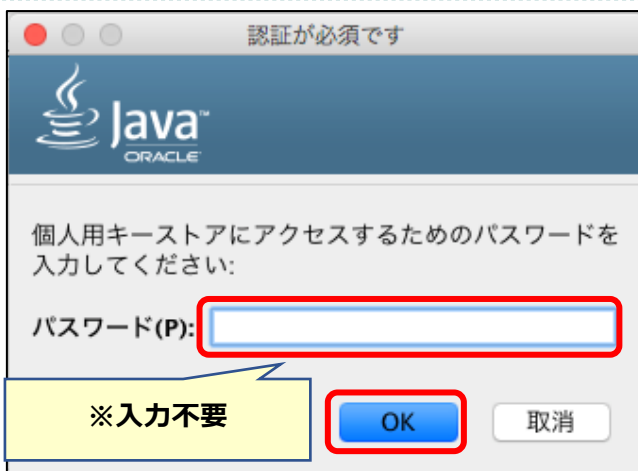 認証が必須です
Java™
ORACLE
個人用キーストアにアクセスするためのパスワードを
入力してください:
パスワード(P):
※入力不要
OK
取消